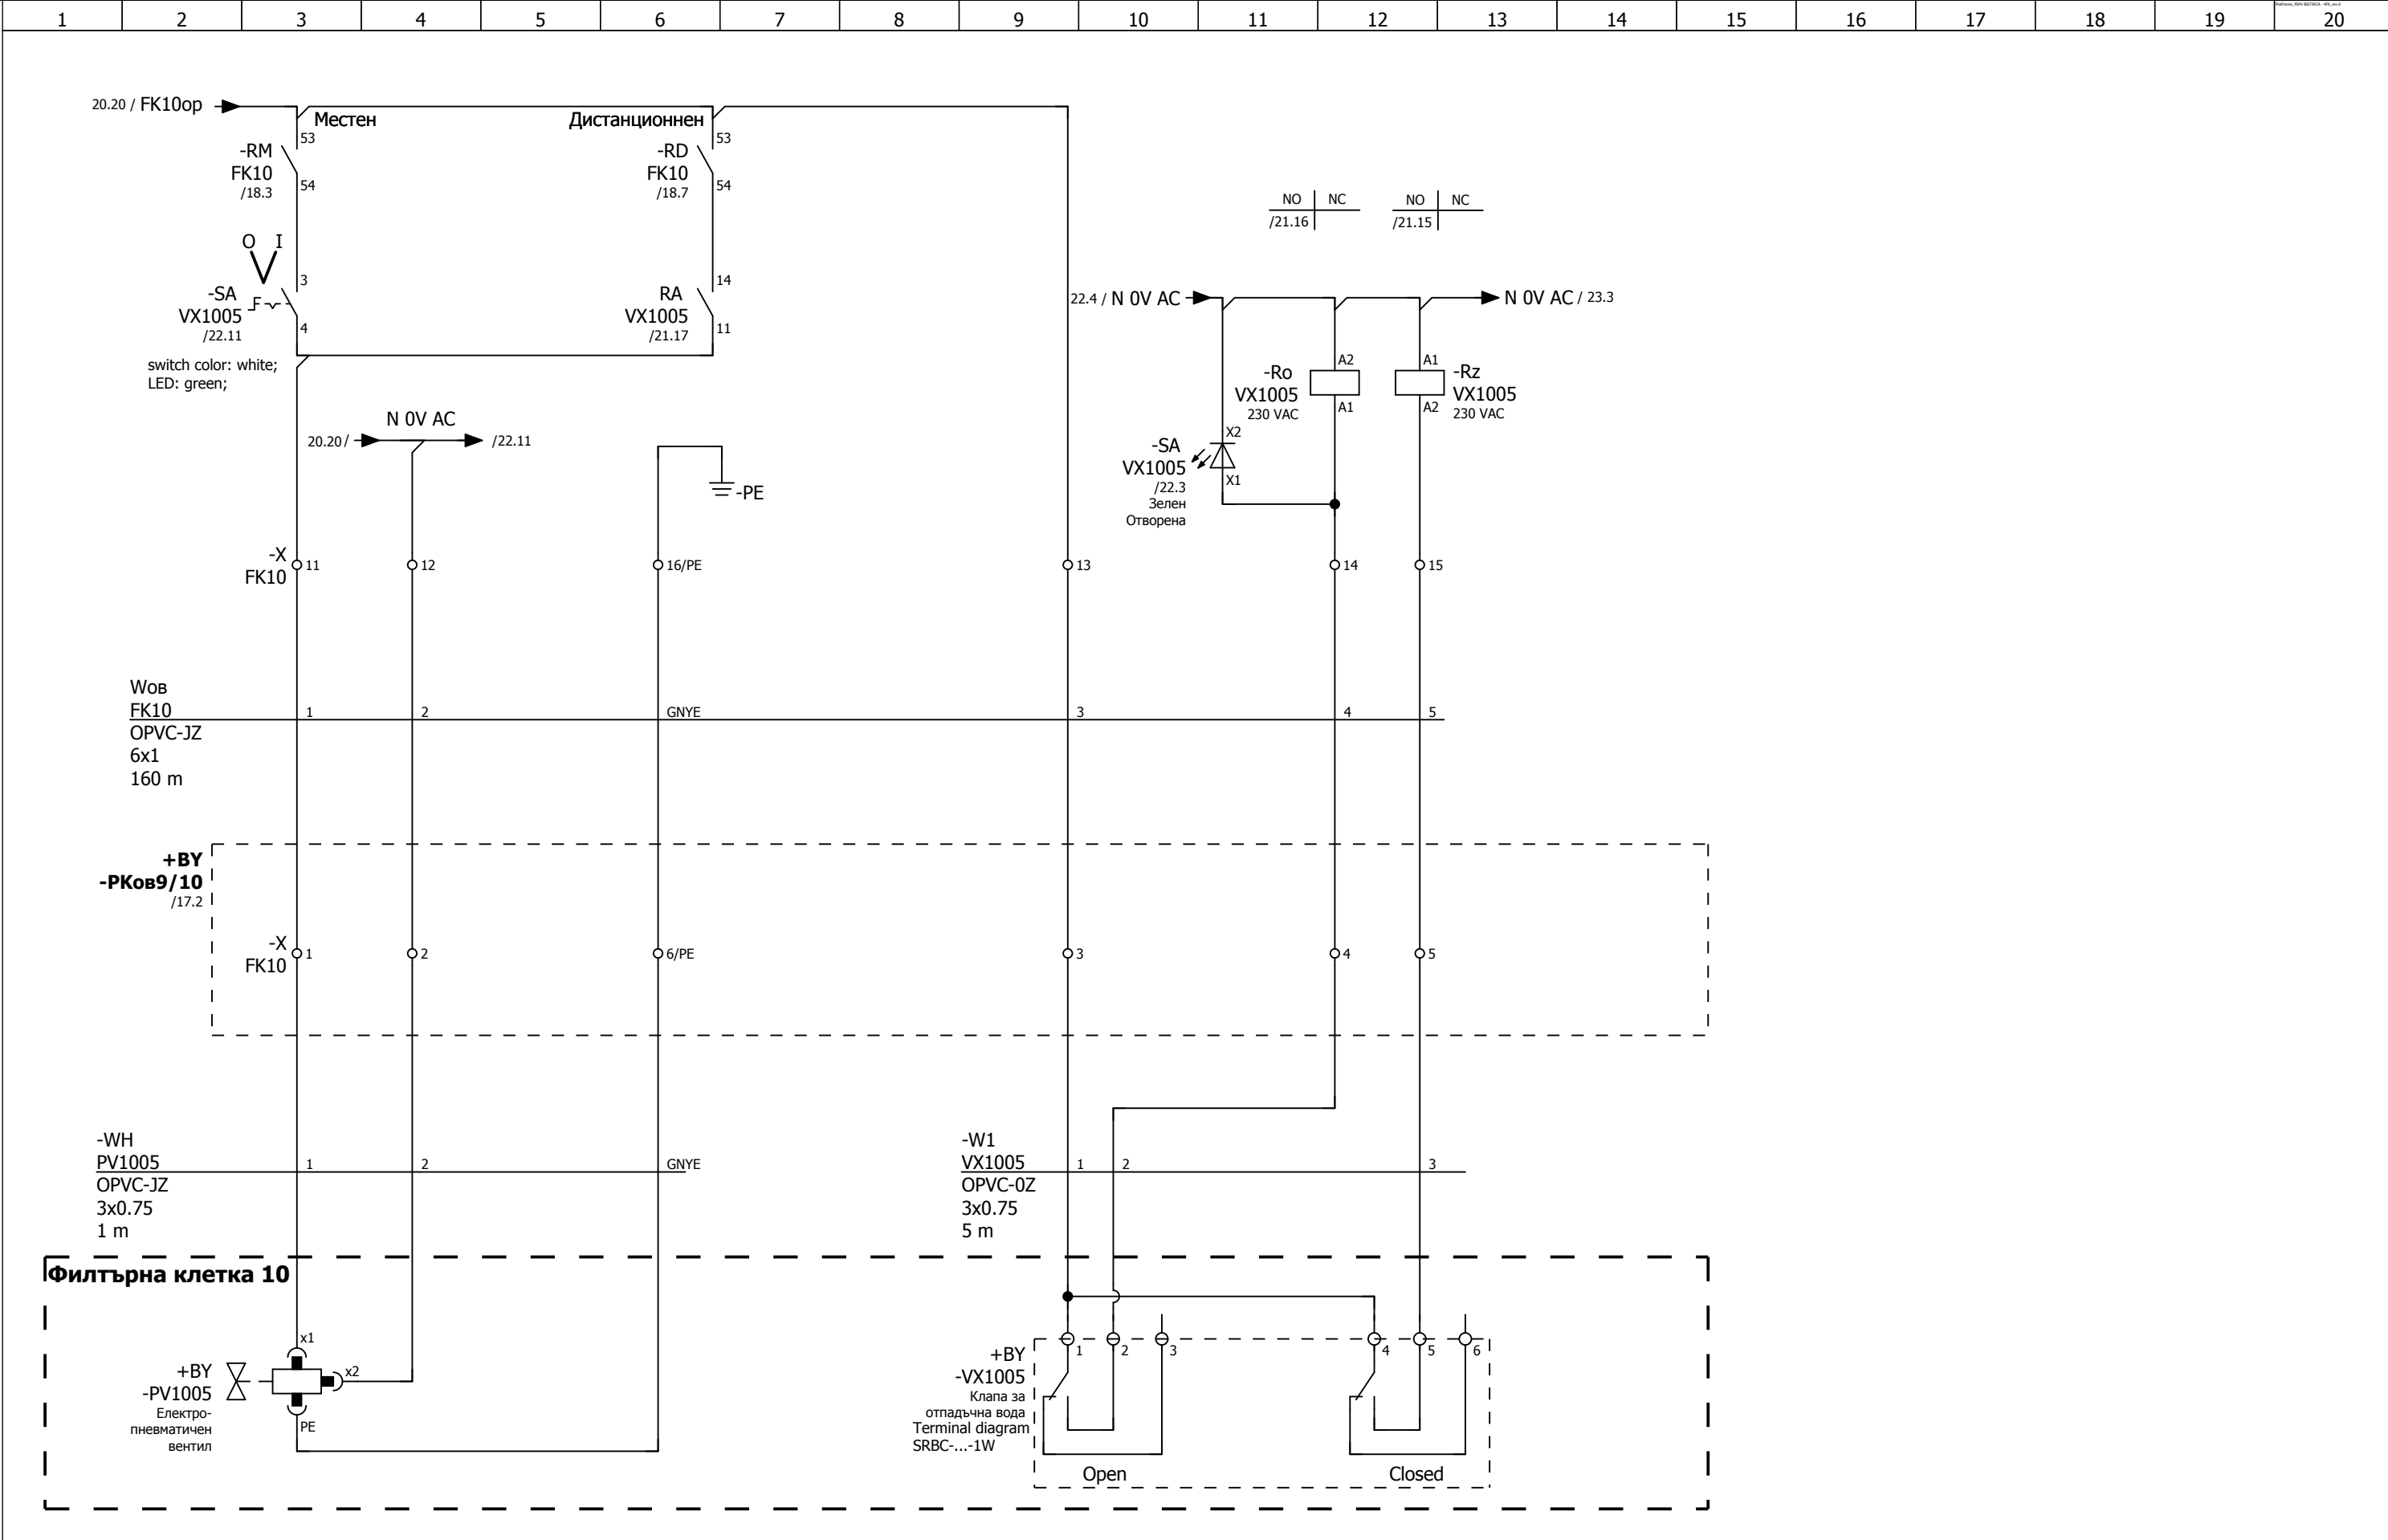 1 2 3 4 5 6 7 8 9 10 11 12 13 14 15 16 17 18 19 20
20.20 / FK10op
Местен
Дистанционнен
53
-RM
FK10
/18.3
54
53
-RD
FK10
/18.7
54
NO NC
/21.16
NO NC
/21.15
O I
3
-SA
VX1005
/22.11
4
14
RA
VX1005
/21.17
11
switch color: white;
LED: green;
22.4 / N 0V AC
N 0V AC / 23.3
A2
-Ro
VX1005
230 VAC
A1
A1
-Rz
VX1005
230 VAC
A2
N 0V AC
20.20 /
/22.11
X2
-SA
VX1005
/22.3
Зелен
Отворена
X1
-PE
-X
FK10
11 12 16/PE 13 14 15
Wов
FK10
OPVC-JZ
6x1
160 m
1 2 GNYE 3 4 5
+BY
-РКов9/10
/17.2
-X
FK10
1 2 6/PE 3 4 5
-WH
PV1005
OPVC-JZ
3x0.75
1 m
1 2 GNYE
-W1
VX1005
OPVC-0Z
3x0.75
5 m
1 2 3
Филтърна клетка 10
x1
x2
PE
+BY
-PV1005
Електро-
пневматичен
вентил
+BY
-VX1005
Клапа за
отпадъчна вода
Terminal diagram
SRBC-...-1W
1 2 3 4 5 6
Open
Closed